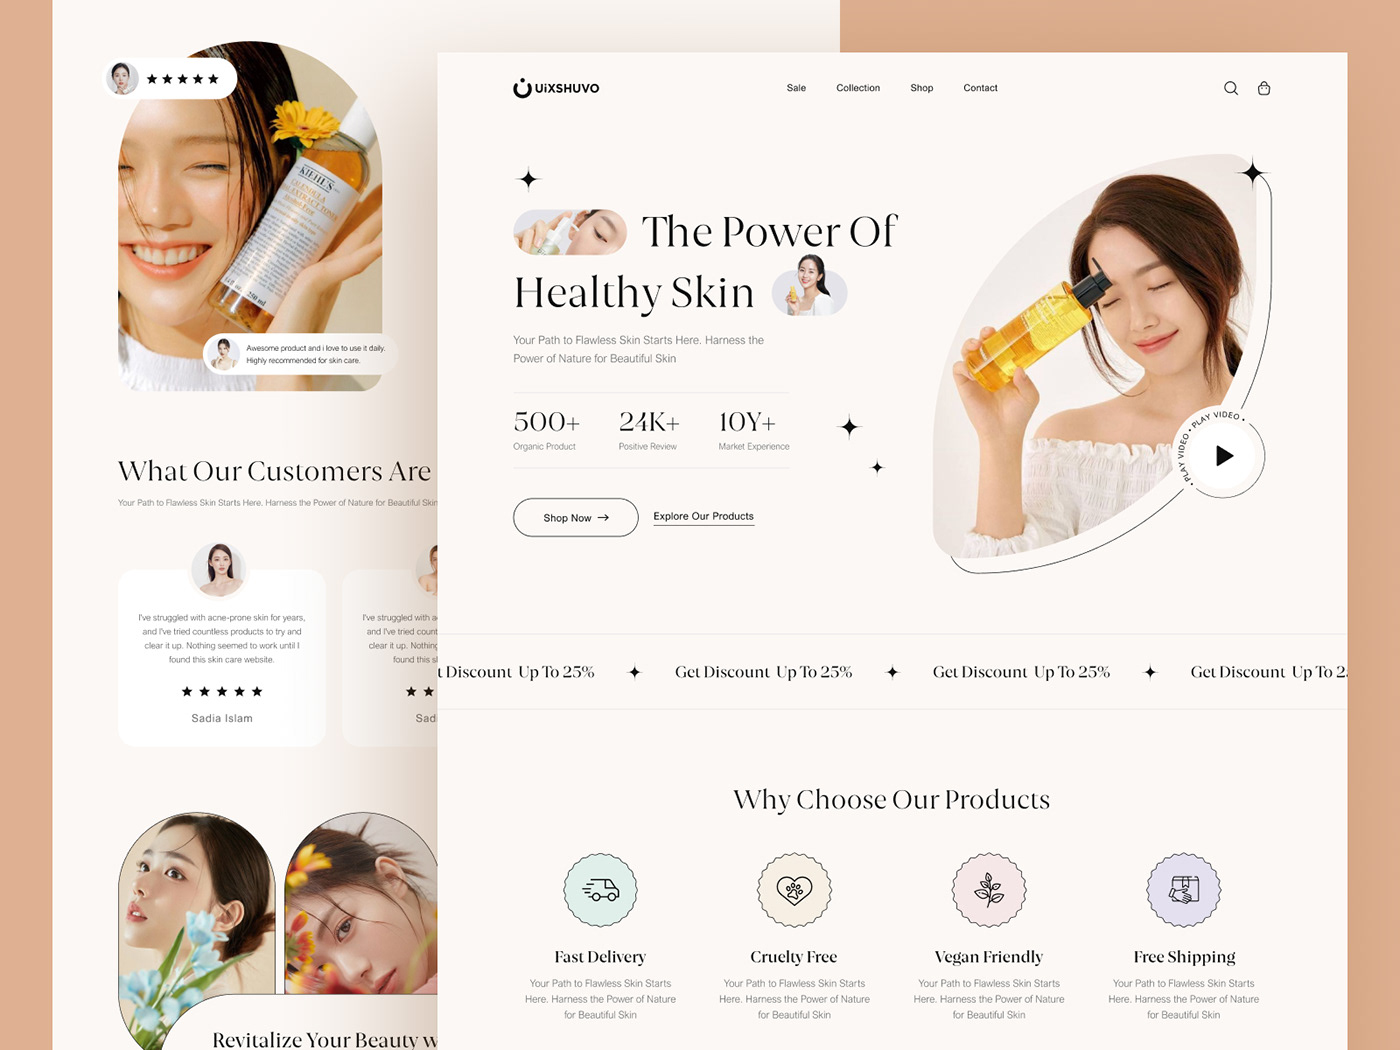 KIEHL'S
CALENDULA
Alcohol-Free
Awesome product and i love to use it daily.
Highly recommended for skin care.
What Our Customers Are
Your Path to Flawless Skin Starts Here. Harness the Power of Nature for Beautiful Skin
I've struggled with acne-prone skin for years,
and I've tried countless products to try and
clear it up. Nothing seemed to work until I
found this skin care website.
Sadia Islam
I've struggled with a
and I've tried count
clear it up. Nothing
found this s
Sad
Revitalize Your Beauty w
UiXSHUVO
Sale
Collection
Shop
Contact
The Power Of
Healthy Skin
Your Path to Flawless Skin Starts Here. Harness the
Power of Nature for Beautiful Skin
500+
Organic Product
24K+
Positive Review
10Y+
Market Experience
Shop Now →
Explore Our Products
• PLAY VIDEO • PLAY VIDEO •
t Discount Up To 25%
Get Discount Up To 25%
Get Discount Up To 25%
Get Discount Up To 2
Why Choose Our Products
Fast Delivery
Your Path to Flawless Skin Starts
Here. Harness the Power of Nature
for Beautiful Skin
Cruelty Free
Your Path to Flawless Skin Starts
Here. Harness the Power of Nature
for Beautiful Skin
Vegan Friendly
Your Path to Flawless Skin Starts
Here. Harness the Power of Nature
for Beautiful Skin
Free Shipping
Your Path to Flawless Skin Starts
Here. Harness the Power of Nature
for Beautiful Skin